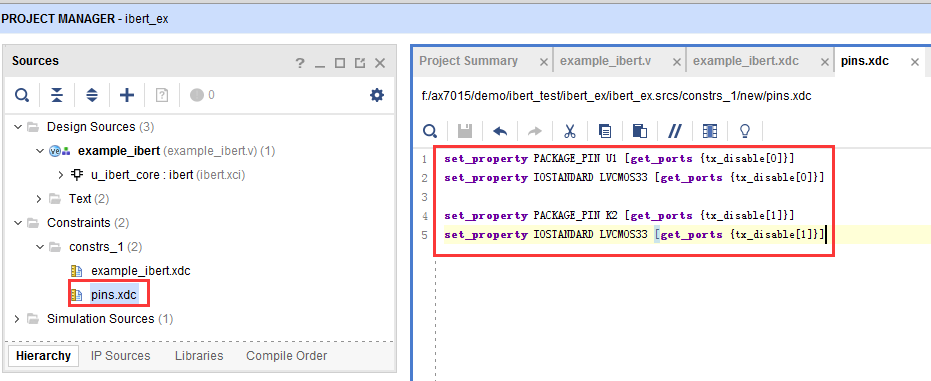 PROJECT MANAGER - ibert_ex
Sources
? _ □ ✕
0
Design Sources (3)
example_ibert (example_ibert.v) (1)
u_ibert_core : ibert (ibert.xci)
Text (2)
Constraints (2)
constrs_1 (2)
example_ibert.xdc
pins.xdc
Simulation Sources (1)
Hierarchy IP Sources Libraries Compile Order
Project Summary × example_ibert.v × example_ibert.xdc × pins.xdc ×
f:/ax7015/demo/ibert_test/ibert_ex/ibert_ex.srcs/constrs_1/new/pins.xdc
1 set_property PACKAGE_PIN U1 [get_ports {tx_disable[0]}]
2 set_property IOSTANDARD LVCMOS33 [get_ports {tx_disable[0]}]
3
4 set_property PACKAGE_PIN K2 [get_ports {tx_disable[1]}]
5 set_property IOSTANDARD LVCMOS33 [get_ports {tx_disable[1]}]